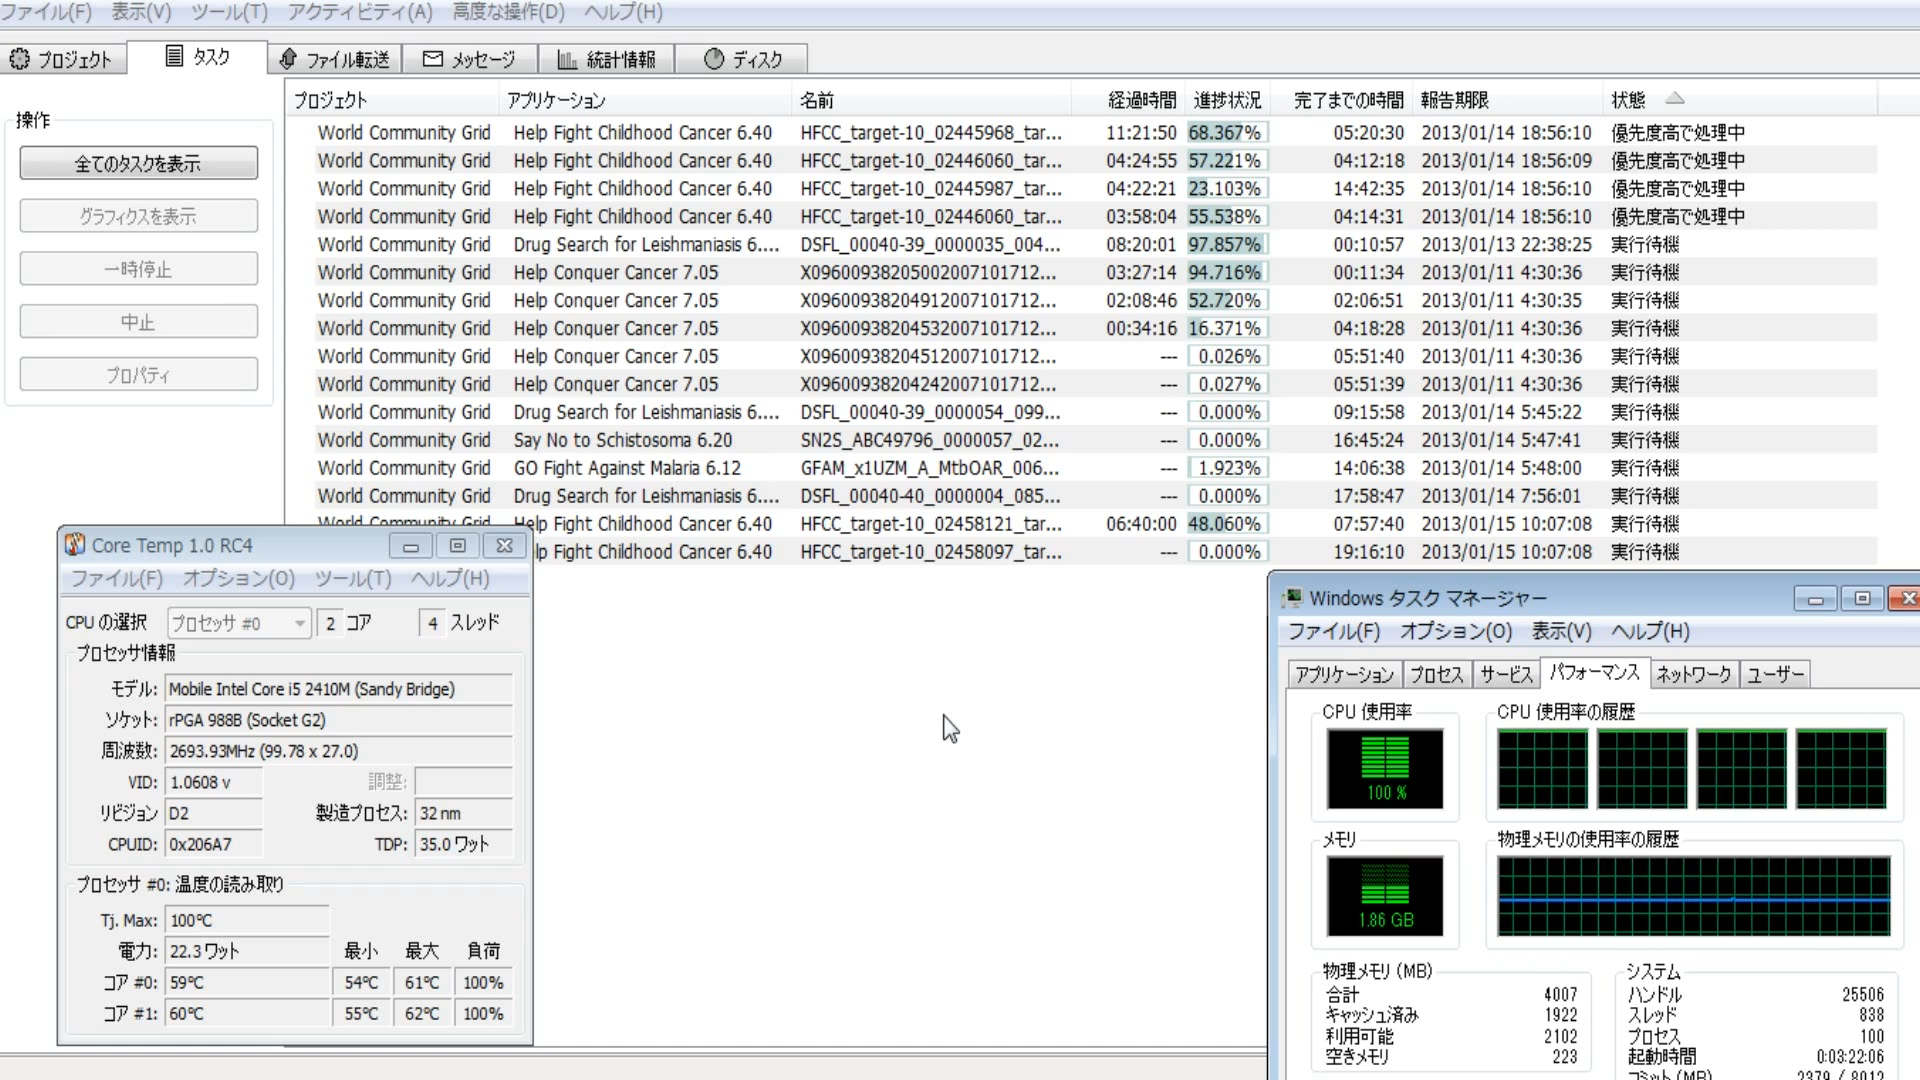 ファイル(F) 表示(V) ツール(T) アクティビティ(A) 高度な操作(D) ヘルプ(H)
プロジェクト タスク ファイル転送 メッセージ 統計情報 ディスク
操作
全てのタスクを表示
グラフィクスを表示
一時停止
中止
プロパティ
プロジェクト アプリケーション 名前 経過時間 進捗状況 完了までの時間 報告期限 状態
World Community Grid Help Fight Childhood Cancer 6.40 HFCC_target-10_02445968_tar... 11:21:50 68.367% 05:20:30 2013/01/14 18:56:10 優先度高で処理中
World Community Grid Help Fight Childhood Cancer 6.40 HFCC_target-10_02446060_tar... 04:24:55 57.221% 04:12:18 2013/01/14 18:56:09 優先度高で処理中
World Community Grid Help Fight Childhood Cancer 6.40 HFCC_target-10_02445987_tar... 04:22:21 23.103% 14:42:35 2013/01/14 18:56:10 優先度高で処理中
World Community Grid Help Fight Childhood Cancer 6.40 HFCC_target-10_02446060_tar... 03:58:04 55.538% 04:14:31 2013/01/14 18:56:10 優先度高で処理中
World Community Grid Drug Search for Leishmaniasis 6.... DSFL_00040-39_0000035_004... 08:20:01 97.857% 00:10:57 2013/01/13 22:38:25 実行待機
World Community Grid Help Conquer Cancer 7.05 X0960093820500200710171​2... 03:27:14 94.716% 00:11:34 2013/01/11 4:30:36 実行待機
World Community Grid Help Conquer Cancer 7.05 X09600938204912007101712... 02:08:46 52.720% 02:06:51 2013/01/11 4:30:35 実行待機
World Community Grid Help Conquer Cancer 7.05 X09600938204532007101712... 00:34:16 16.371% 04:18:28 2013/01/11 4:30:36 実行待機
World Community Grid Help Conquer Cancer 7.05 X09600938204512007101712... --- 0.026% 05:51:40 2013/01/11 4:30:36 実行待機
World Community Grid Help Conquer Cancer 7.05 X09600938204242007101712... --- 0.027% 05:51:39 2013/01/11 4:30:36 実行待機
World Community Grid Drug Search for Leishmaniasis 6.... DSFL_00040-39_0000054_099... --- 0.000% 09:15:58 2013/01/14 5:45:22 実行待機
World Community Grid Say No to Schistosoma 6.20 SN2S_ABC49796_0000057_02... --- 0.000% 16:45:24 2013/01/14 5:47:41 実行待機
World Community Grid GO Fight Against Malaria 6.12 GFAM_x1UZM_A_MtbOAR_006... --- 1.923% 14:06:38 2013/01/14 5:48:00 実行待機
World Community Grid Drug Search for Leishmaniasis 6.... DSFL_00040-40_0000004_085... --- 0.000% 17:58:47 2013/01/14 7:56:01 実行待機
World Community Grid Help Fight Childhood Cancer 6.40 HFCC_target-10_02458121_tar... 06:40:00 48.060% 07:57:40 2013/01/15 10:07:08 実行待機
lp Fight Childhood Cancer 6.40 HFCC_target-10_02458097_tar... --- 0.000% 19:16:10 2013/01/15 10:07:08 実行待機
Core Temp 1.0 RC4
ファイル(F) オプション(O) ツール(T) ヘルプ(H)
CPU の選択 プロセッサ #0 2 コア 4 スレッド
プロセッサ情報
モデル: Mobile Intel Core i5 2410M (Sandy Bridge)
ソケット: rPGA 988B (Socket G2)
周波数: 2693.93MHz (99.78 x 27.0)
VID: 1.0608 v 調整:
リビジョン D2 製造プロセス: 32 nm
CPUID: 0x206A7 TDP: 35.0 ワット
プロセッサ #0: 温度の読み取り
Tj. Max: 100℃
電力: 22.3 ワット 最小 最大 負荷
コア #0: 59℃ 54℃ 61℃ 100%
コア #1: 60℃ 55℃ 62℃ 100%
Windows タスク マネージャー
ファイル(F) オプション(O) 表示(V) ヘルプ(H)
アプリケーション プロセス サービス パフォーマンス ネットワーク ユーザー
CPU 使用率 CPU 使用率の履歴
100 %
メモリ 物理メモリの使用率の履歴
1.86 GB
物理メモリ (MB)
合計 4007
キャッシュ済み 1922
利用可能 2102
空きメモリ 223
システム
ハンドル 25506
スレッド 838
プロセス 100
起動時間 0:03:22:06
コミット (MB) 2379 / 8012